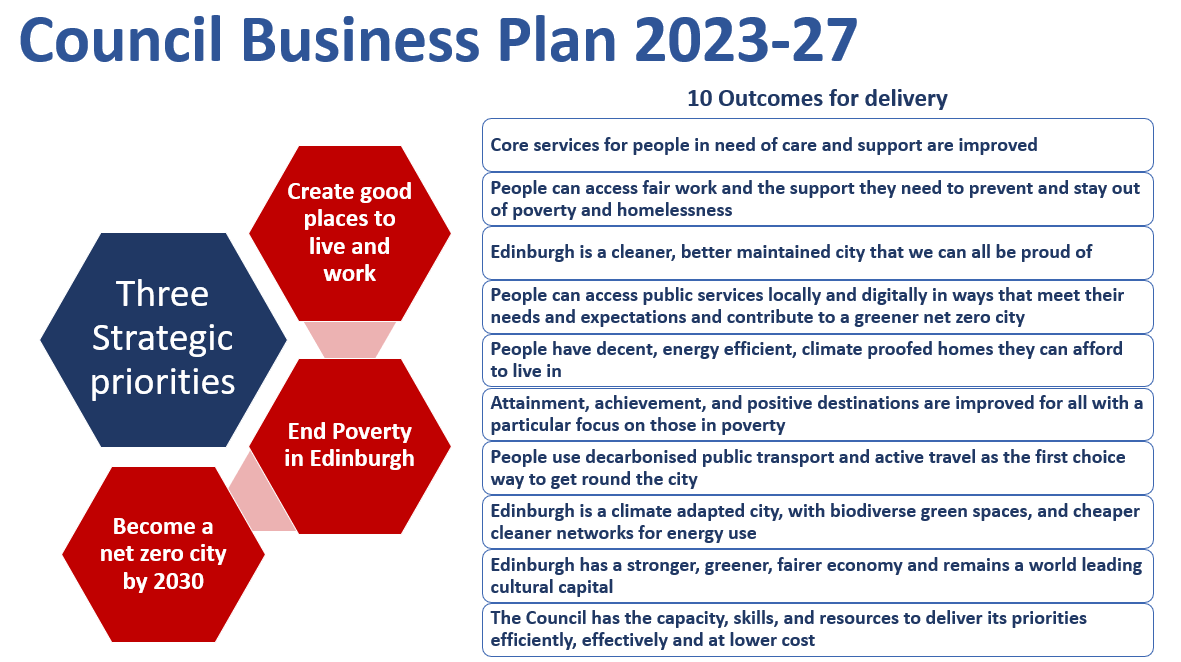 Council Business Plan 2023-27
Three
Strategic
priorities
Create good
places to
live and
work
End Poverty
in Edinburgh
Become a
net zero city
by 2030
10 Outcomes for delivery
Core services for people in need of care and support are improved
People can access fair work and the support they need to prevent and stay out
of poverty and homelessness
Edinburgh is a cleaner, better maintained city that we can all be proud of
People can access public services locally and digitally in ways that meet their
needs and expectations and contribute to a greener net zero city
People have decent, energy efficient, climate proofed homes they can afford
to live in
Attainment, achievement, and positive destinations are improved for all with a
particular focus on those in poverty
People use decarbonised public transport and active travel as the first choice
way to get round the city
Edinburgh is a climate adapted city, with biodiverse green spaces, and cheaper
cleaner networks for energy use
Edinburgh has a stronger, greener, fairer economy and remains a world leading
cultural capital
The Council has the capacity, skills, and resources to deliver its priorities
efficiently, effectively and at lower cost